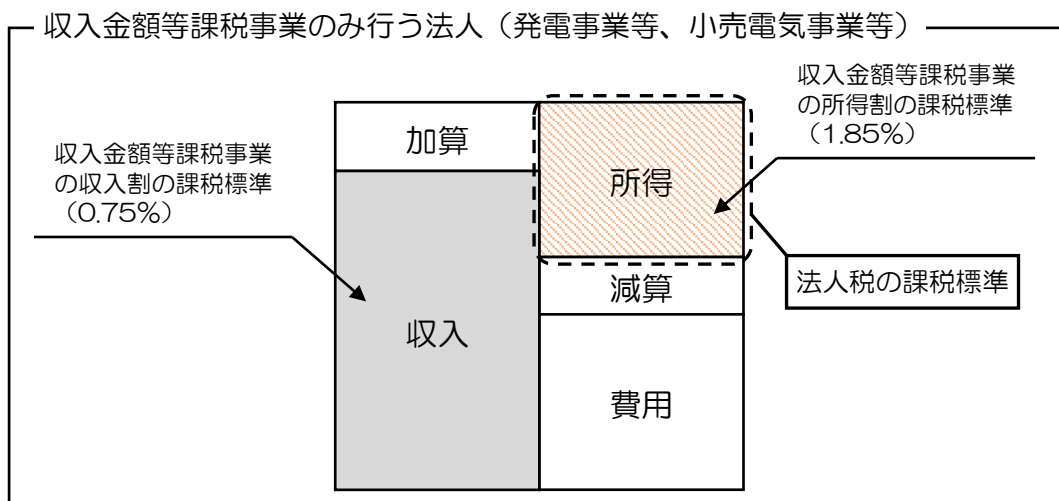 収入金額等課税事業のみ行う法人（発電事業等、小売電気事業等）
収入金額等課税事業
の所得割の課税標準
（1.85%）
収入金額等課税事業
の収入割の課税標準
（0.75%）
加算
所得
法人税の課税標準
減算
収入
費用